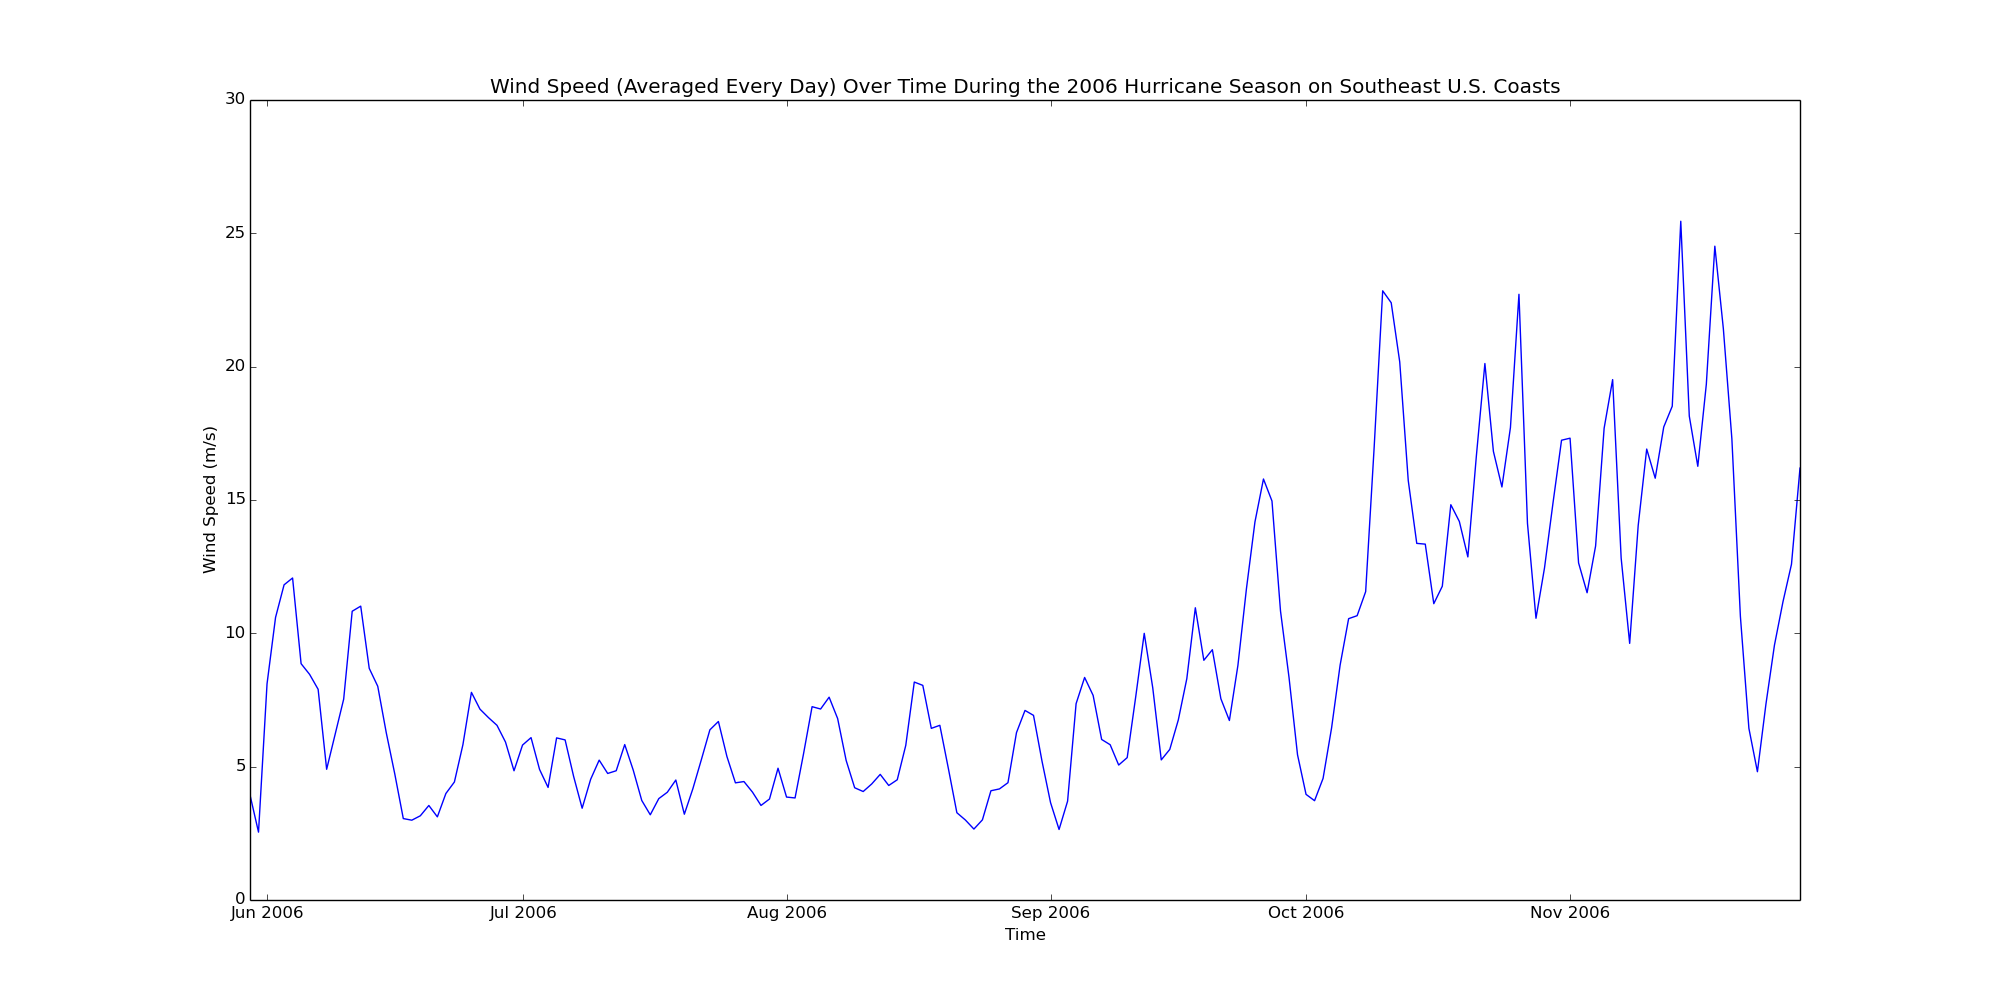 Wind Speed (Averaged Every Day) Over Time During the 2006 Hurricane Season on Southeast U.S. Coasts
30
25
20
15
10
5
0
Wind Speed (m/s)
Jun 2006 Jul 2006 Aug 2006 Sep 2006 Oct 2006 Nov 2006
Time